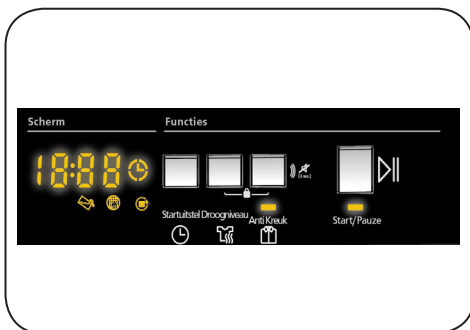 Scherm Functies
18:88
(3 sec.)
Startuitstel Droogniveau Anti Kreuk Start/Pauze